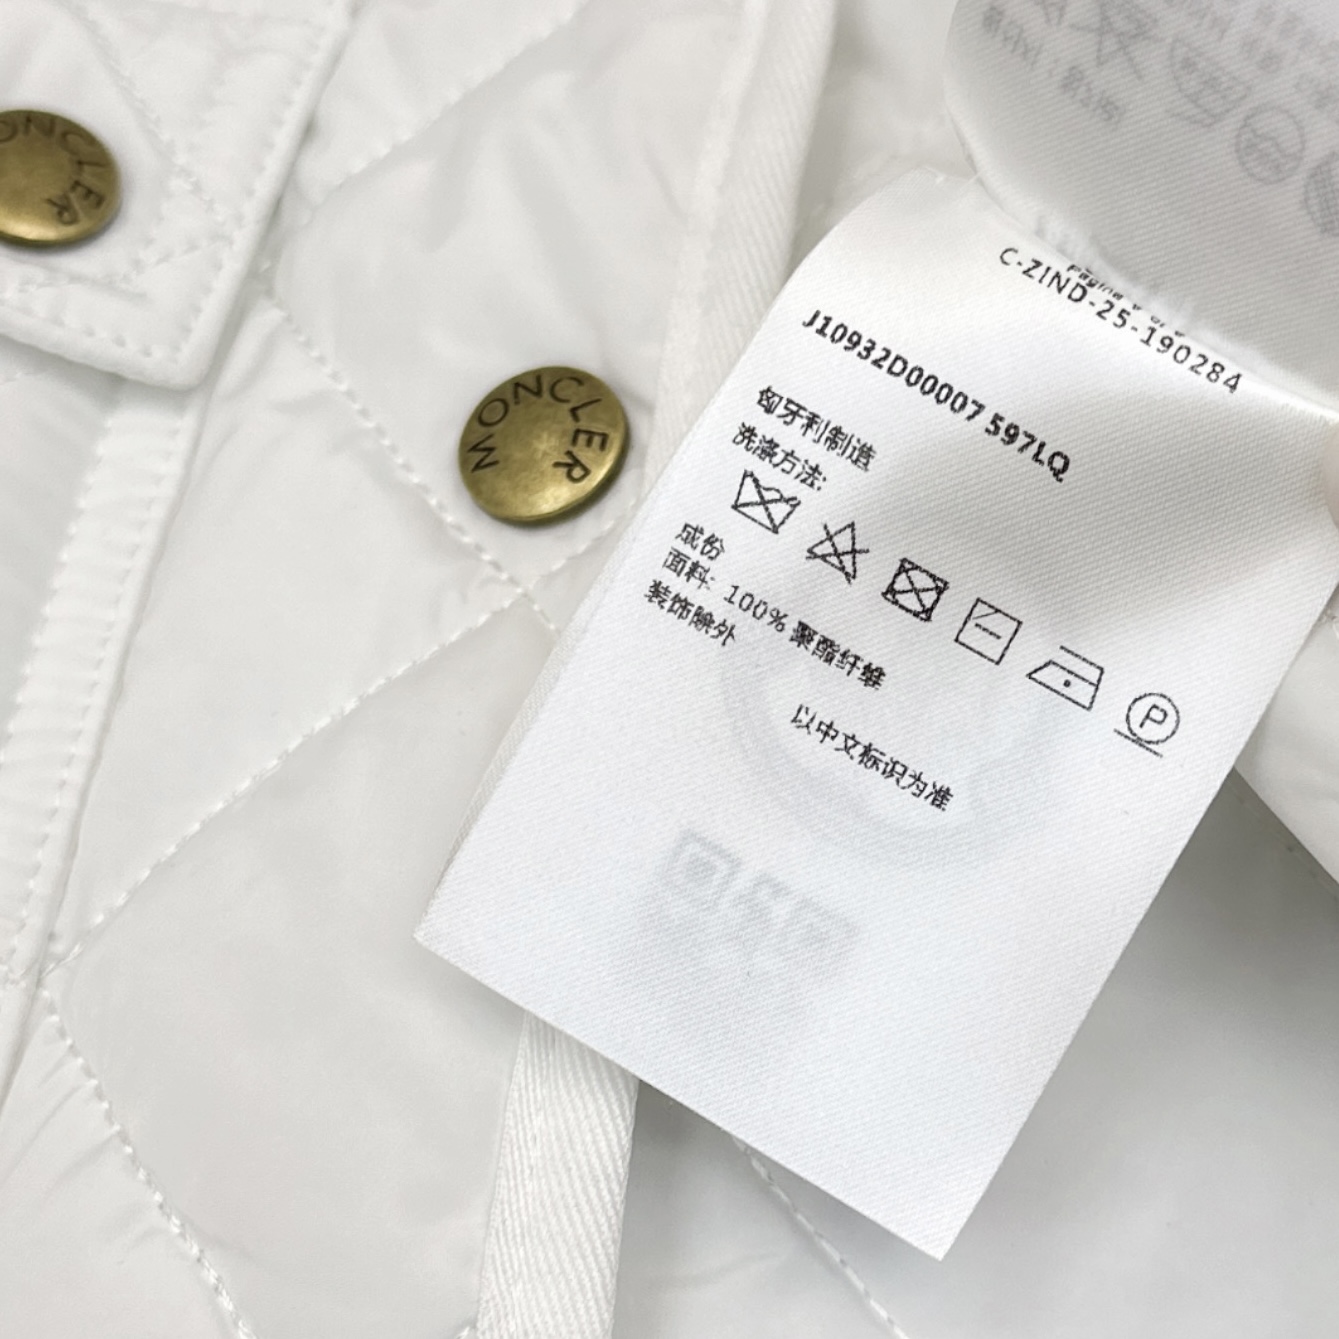 MONCLER
MONCLER
C-ZIND-25-190284
Pagina
J10932D00007 597LQ
匈牙利制造
洗涤方法:
P
成份
面料: 100% 聚酯纤维
装饰除外
以中文标识为准